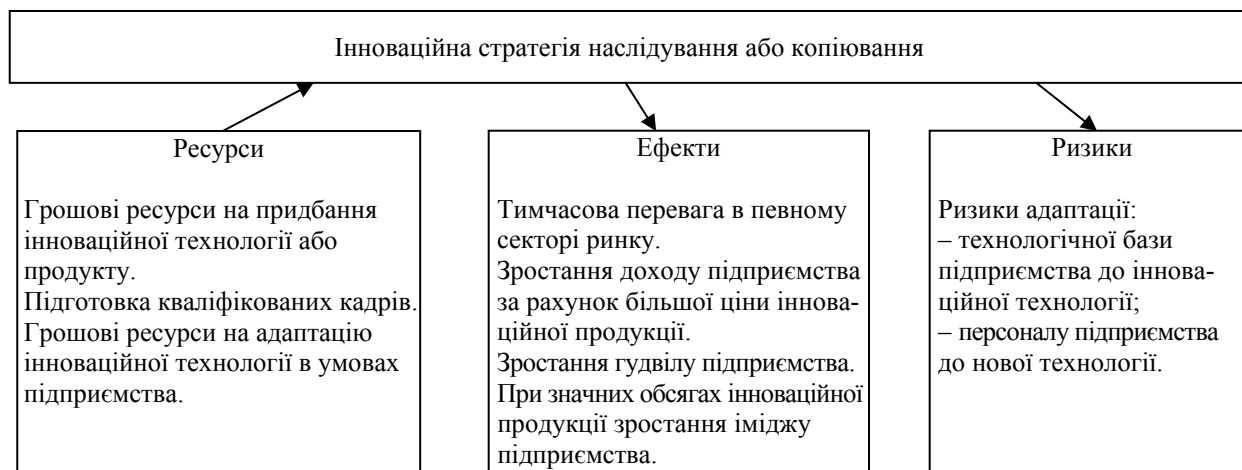 Інноваційна стратегія наслідування або копіювання
Ресурси
Грошові ресурси на придбання
інноваційної технології або
продукту.
Підготовка кваліфікованих кадрів.
Грошові ресурси на адаптацію
інноваційної технології в умовах
підприємства.
Ефекти
Тимчасова перевага в певному
секторі ринку.
Зростання доходу підприємства
за рахунок більшої ціни іннова-
ційної продукції.
Зростання гудвілу підприємства.
При значних обсягах інноваційної
продукції зростання іміджу
підприємства.
Ризики
Ризики адаптації:
– технологічної бази
підприємства до іннова-
ційної технології;
– персоналу підприємства
до нової технології.